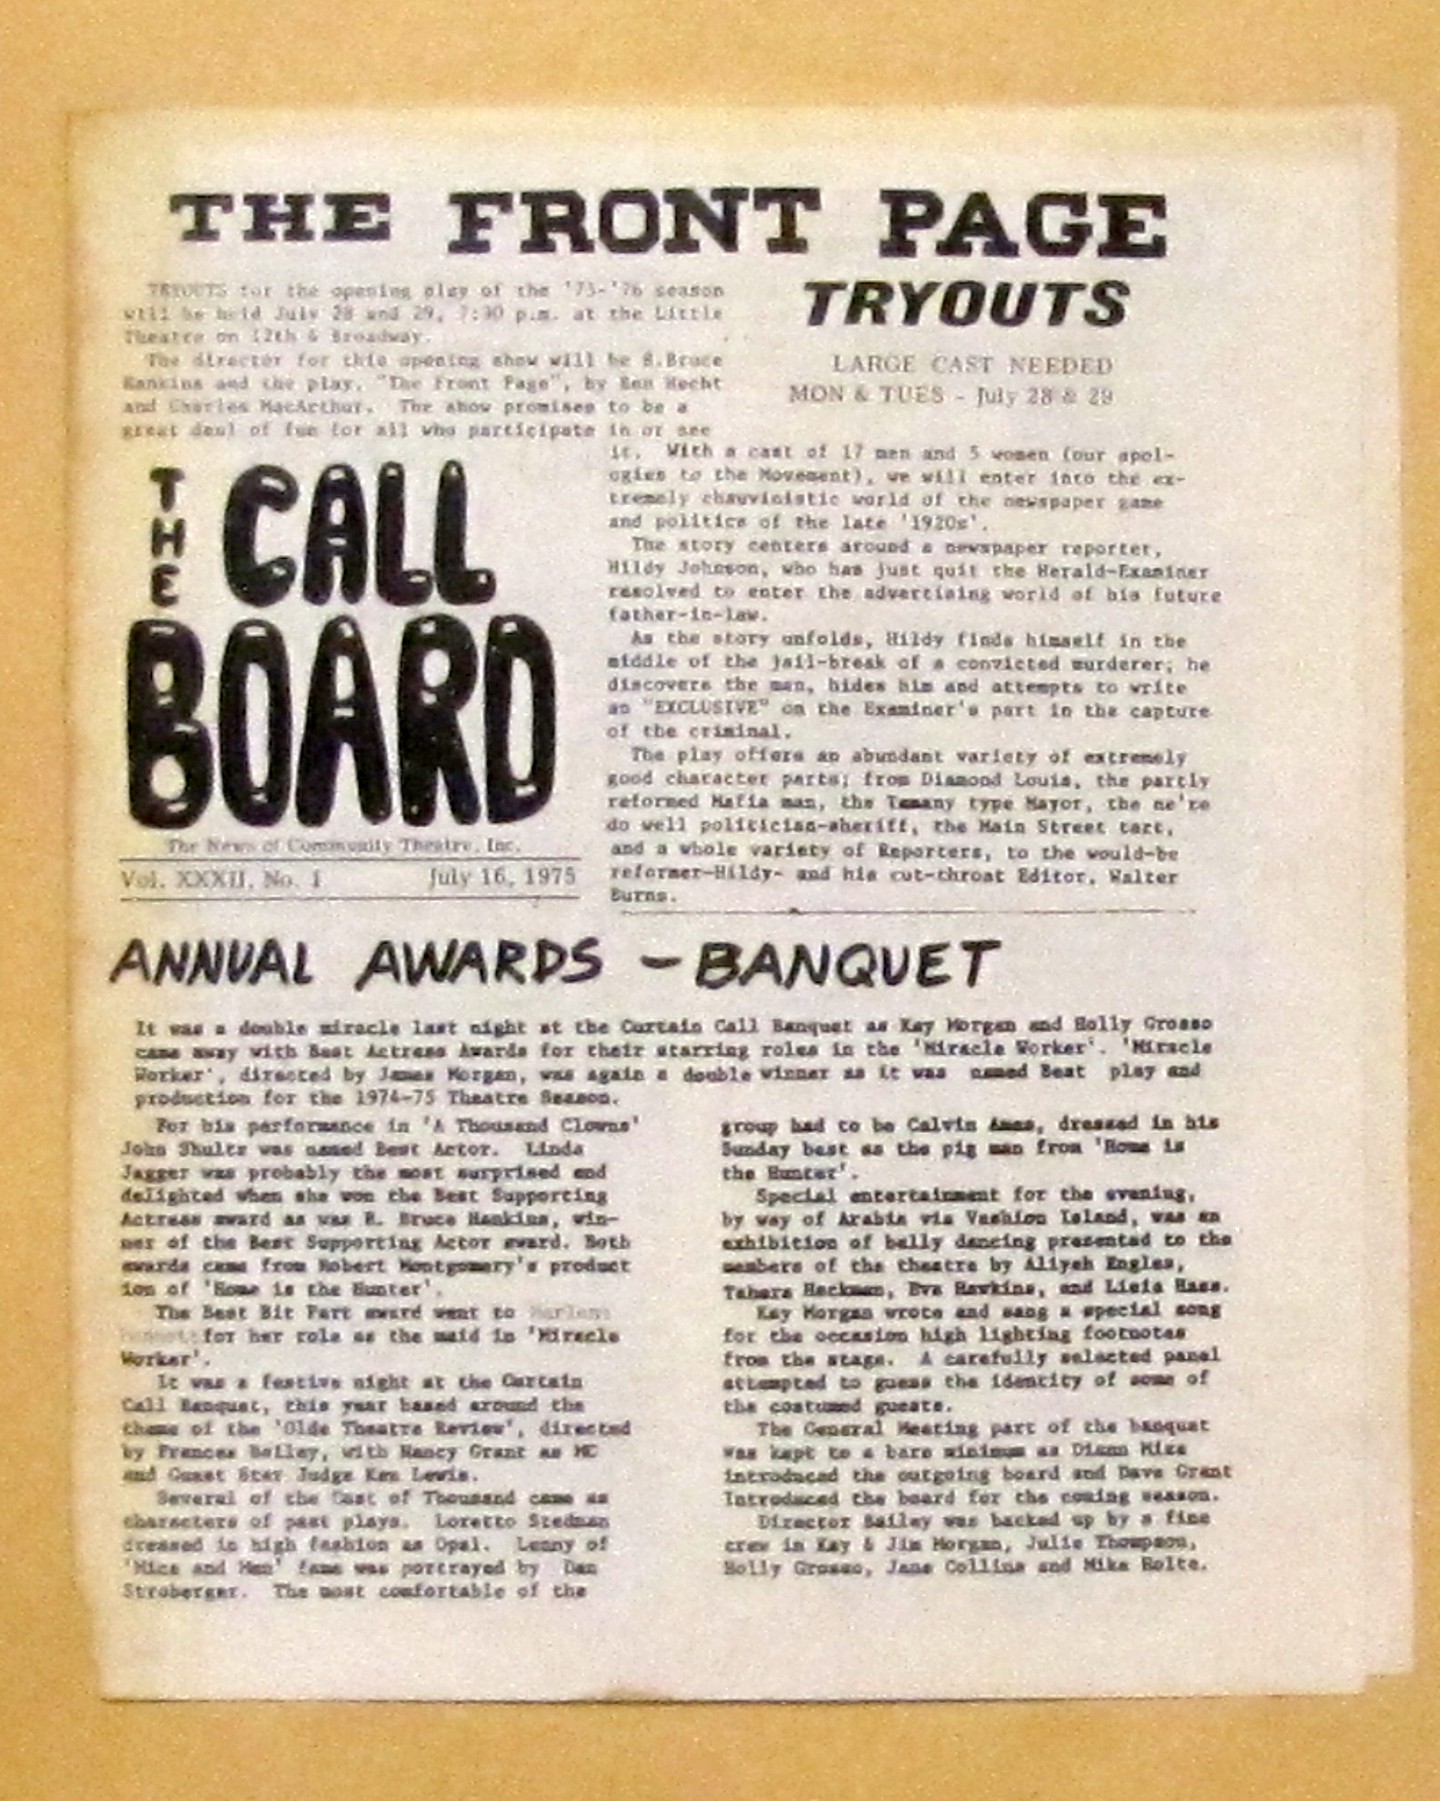 THE FRONT PAGE
TRYOUTS
LARGE CAST NEEDED
MON & TUES - July 28 & 29
TRYOUTS for the opening play of the '75-'76 season
will be held July 28 and 29, 7:30 p.m. at the Little
Theatre on 12th & Broadway.
The director for this opening show will be R.Bruce
Hankins and the play, "The Front Page", by Ben Hecht
and Charles MacArthur. The show promises to be a
great deal of fun for all who participate in or see
it. With a cast of 17 men and 5 women (our apol-
ogies to the Movement), we will enter into the ex-
tremely chauvinistic world of the newspaper game
and politics of the late '1920s'.
The story centers around a newspaper reporter,
Hildy Johnson, who has just quit the Herald-Examiner
resolved to enter the advertising world of his future
father-in-law.
As the story unfolds, Hildy finds himself in the
middle of the jail-break of a convicted murderer; he
discovers the man, hides him and attempts to write
an "EXCLUSIVE" on the Examiner's part in the capture
of the criminal.
The play offers an abundant variety of extremely
good character parts; from Diamond Louis, the partly
reformed Mafia man, the Tamany type Mayor, the ne're
do well politician-sheriff, the Main Street tart,
and a whole variety of Reporters, to the would-be
reformer-Hildy- and his cut-throat Editor, Walter
Burns.
THE CALL
BOARD
The News of Community Theatre, Inc.
Vol. XXXII, No. 1 July 16, 1975
ANNUAL AWARDS - BANQUET
It was a double miracle last night at the Curtain Call Banquet as Kay Morgan and Holly Grosso
came away with Best Actress Awards for their starring roles in the 'Miracle Worker'. 'Miracle
Worker', directed by James Morgan, was again a double winner as it was named Best play and
production for the 1974-75 Theatre Season.
For his performance in 'A Thousand Clowns'
John Shultz was named Best Actor. Linda
Jagger was probably the most surprised and
delighted when she won the Best Supporting
Actress award as was R. Bruce Hankins, win-
ner of the Best Supporting Actor award. Both
awards came from Robert Montgomery's product
ion of 'Home is the Hunter'.
The Best Bit Part award went to Marlene
for her role as the maid in 'Miracle
Worker'.
It was a festive night at the Curtain
Call Banquet, this year based around the
theme of the 'Olde Theatre Review', directed
by Frances Bailey, with Nancy Grant as MC
and Guest Star Judge Ken Lewis.
Several of the Cast of Thousand came as
characters of past plays. Loretto Stedman
dressed in high fashion as Opal. Lenny of
'Mice and Men' fame was portrayed by Dan
Stroberger. The most comfortable of the
group had to be Calvin Ames, dressed in his
Sunday best as the pig man from 'Home is
the Hunter'.
Special entertainment for the evening,
by way of Arabia via Vashion Island, was an
exhibition of belly dancing presented to the
members of the theatre by Aliyah Engles,
Tahara Heckman, Eva Hawkins, and Licia Hass.
Kay Morgan wrote and sang a special song
for the occasion high lighting footnotes
from the stage. A carefully selected panel
attempted to guess the identity of some of
the costumed guests.
The General Meeting part of the banquet
was kept to a bare minimum as Diann Mize
introduced the outgoing board and Dave Grant
Introduced the board for the coming season.
Director Bailey was backed up by a fine
crew in Kay & Jim Morgan, Julie Thompson,
Holly Grosso, Jane Collins and Mike Holte.